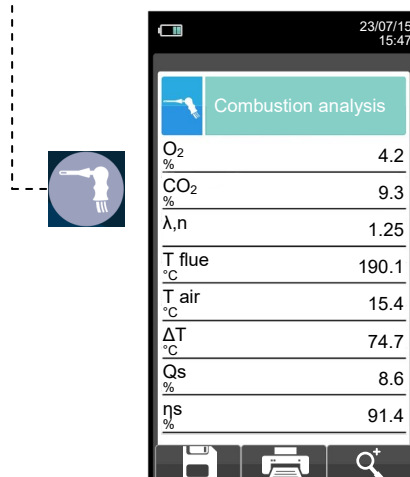 23/07/15
15:47
Combustion analysis
O₂
% 4.2
CO₂
% 9.3
λ,n 1.25
T flue
°C 190.1
T air
°C 15.4
ΔT
°C 74.7
Qs
% 8.6
ηs
% 91.4